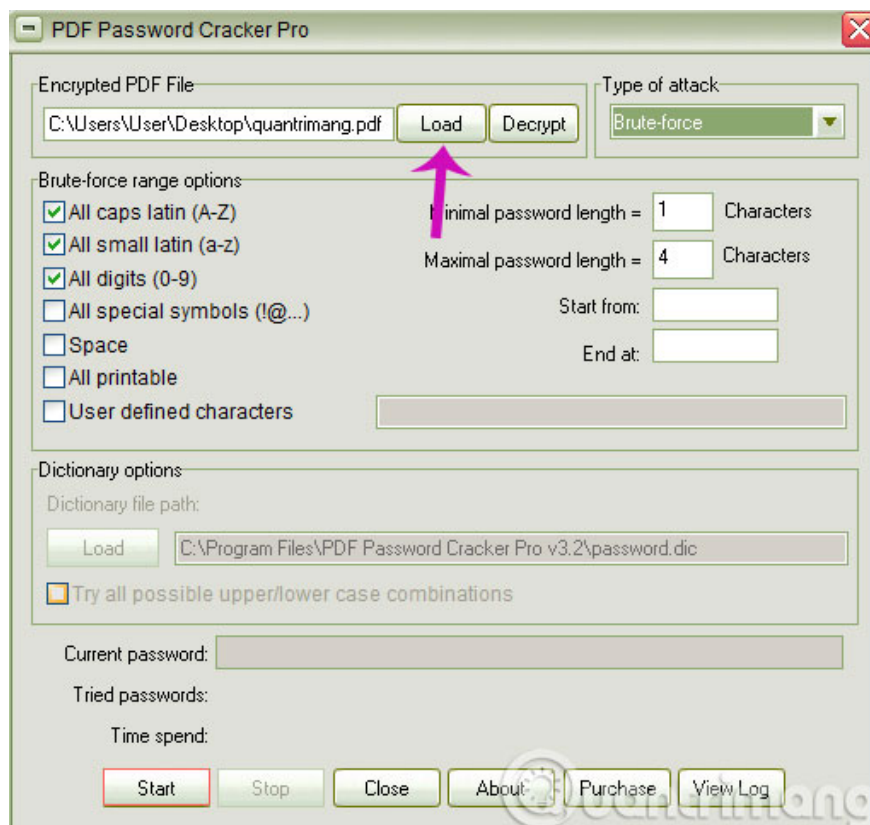 PDF Password Cracker Pro
Encrypted PDF File
C:\Users\User\Desktop\quantrimang.pdf
Load
Decrypt
Type of attack
Brute-force
Brute-force range options
All caps latin (A-Z)
All small latin (a-z)
All digits (0-9)
All special symbols (!@...)
Space
All printable
User defined characters
Minimal password length = 1 Characters
Maximal password length = 4 Characters
Start from:
End at:
Dictionary options
Dictionary file path:
Load
C:\Program Files\PDF Password Cracker Pro v3.2\password.dic
Try all possible upper/lower case combinations
Current password:
Tried passwords:
Time spend:
Start
Stop
Close
About
Purchase
View Log
Quantrimang